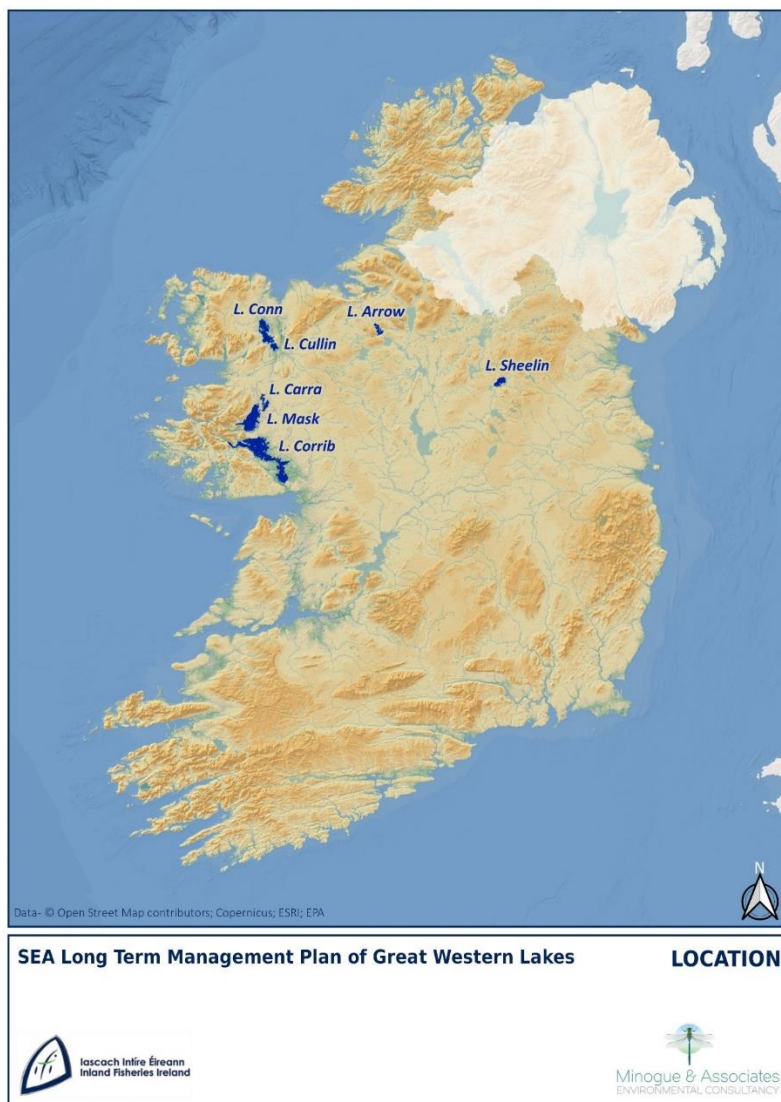 L. Conn
L. Arrow
L. Cullin
L. Sheelin
L. Carra
L. Mask
L. Corrib
N
Data- © Open Street Map contributors; Copernicus; ESRI; EPA
SEA Long Term Management Plan of Great Western Lakes
LOCATION
ifi
Iascach Intíre Éireann
Inland Fisheries Ireland
Minogue & Associates
ENVIRONMENTAL CONSULTANCY